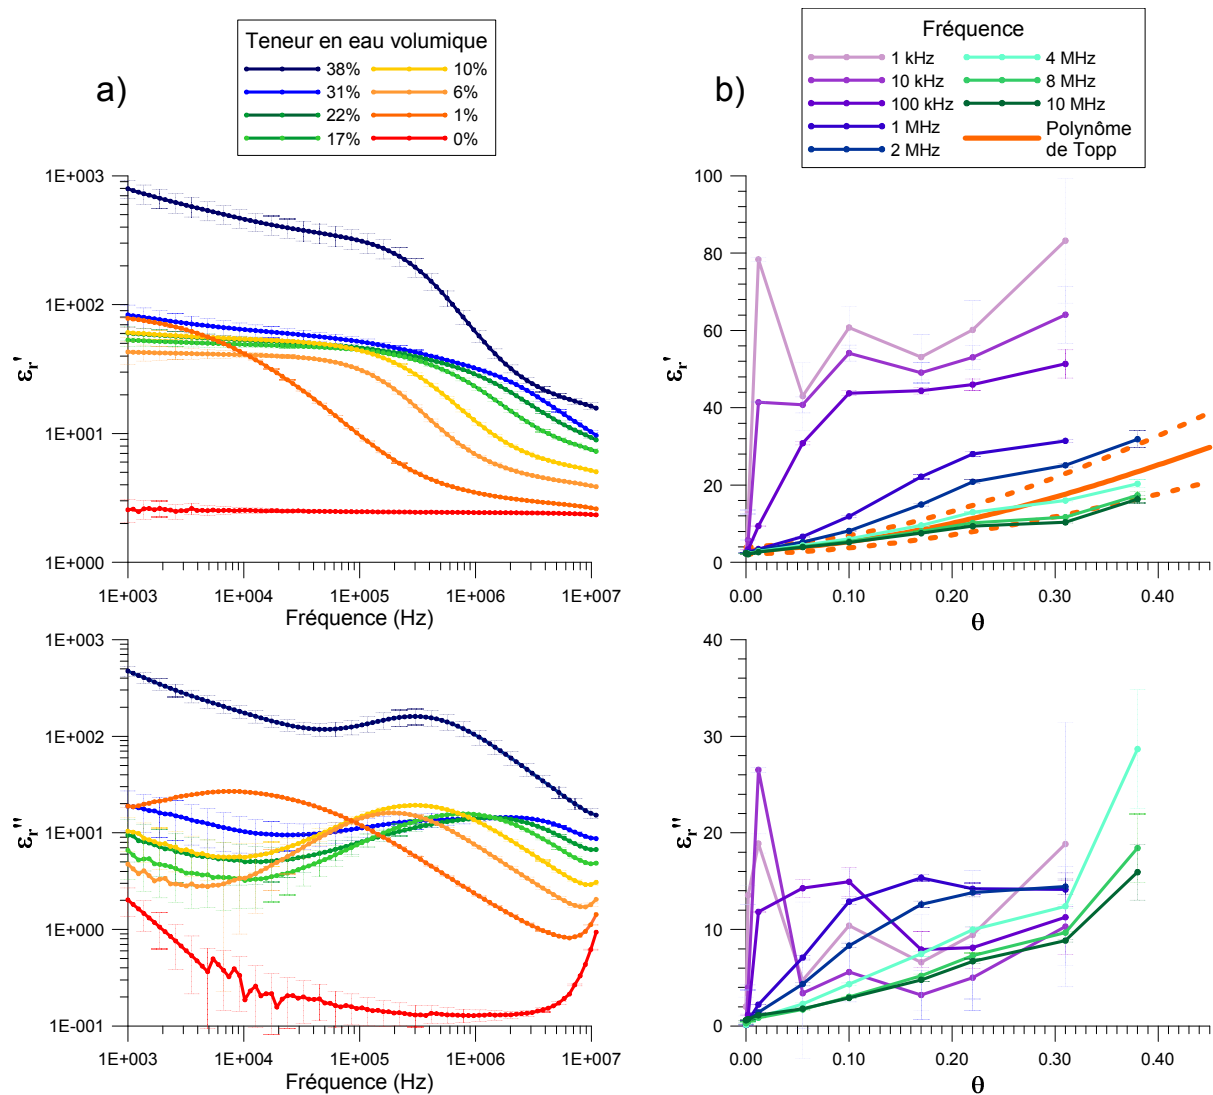 a)
Teneur en eau volumique
38% 10%
31% 6%
22% 1%
17% 0%
b)
Fréquence
1 kHz 4 MHz
10 kHz 8 MHz
100 kHz 10 MHz
1 MHz Polynôme
2 MHz de Topp
1E+003
1E+002
1E+001
1E+000
εr'
1E+003 1E+004 1E+005 1E+006 1E+007
Fréquence (Hz)
100
80
60
40
20
0
εr'
0.00 0.10 0.20 0.30 0.40
θ
1E+003
1E+002
1E+001
1E+000
1E-001
εr"
1E+003 1E+004 1E+005 1E+006 1E+007
Fréquence (Hz)
40
30
20
10
0
εr"
0.00 0.10 0.20 0.30 0.40
θ